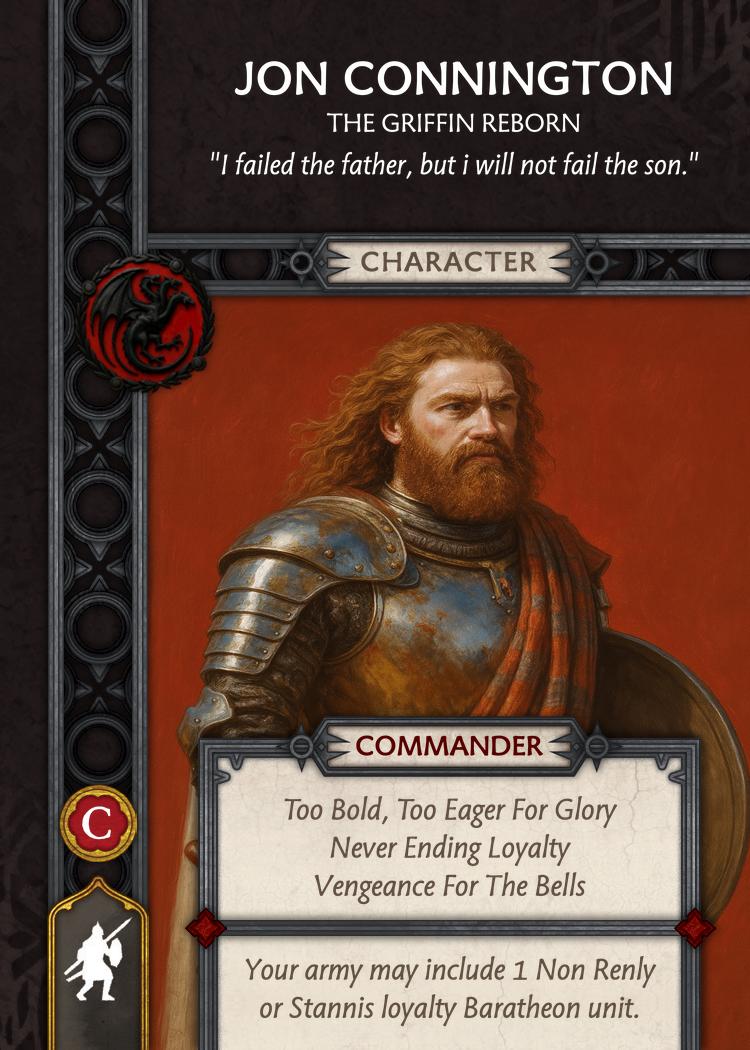 JON CONNINGTON
THE GRIFFIN REBORN
"I failed the father, but i will not fail the son."
CHARACTER
COMMANDER
C
Too Bold, Too Eager For Glory
Never Ending Loyalty
Vengeance For The Bells
Your army may include 1 Non Renly
or Stannis loyalty Baratheon unit.